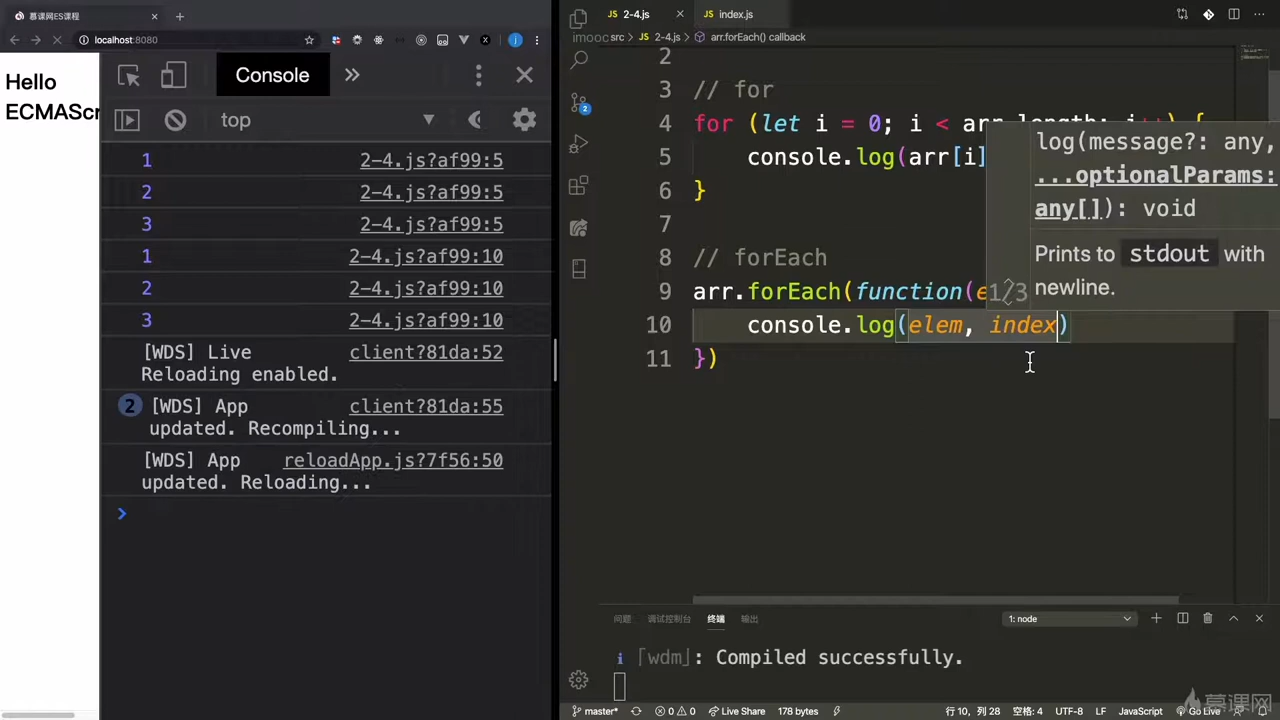 慕课网ES课程
localhost:8080
Hello
ECMAScr
Console
top
1 2-4.js?af99:5
2 2-4.js?af99:5
3 2-4.js?af99:5
1 2-4.js?af99:10
2 2-4.js?af99:10
3 2-4.js?af99:10
[WDS] Live client?81da:52
Reloading enabled.
2 [WDS] App client?81da:55
updated. Recompiling...
[WDS] App reloadApp.js?7f56:50
updated. Reloading...
2-4.js
index.js
imooc src > 2-4.js > arr.forEach() callback
2
3 // for
4 for (let i = 0; i < arr.length; i++) {
5 console.log(arr[i]
6 }
7
8 // forEach
9 arr.forEach(function(e
10 console.log(elem, index)
11 })
log(message?: any,
...optionalParams:
any[]): void
1/3
Prints to stdout with
newline.
2
问题 调试控制台 终端 输出
1: node
i ｢wdm｣: Compiled successfully.
master*
0 0
Live Share
178 bytes
行 10, 列 28
空格: 4
UTF-8
LF
JavaScript
Go Live
慕课网